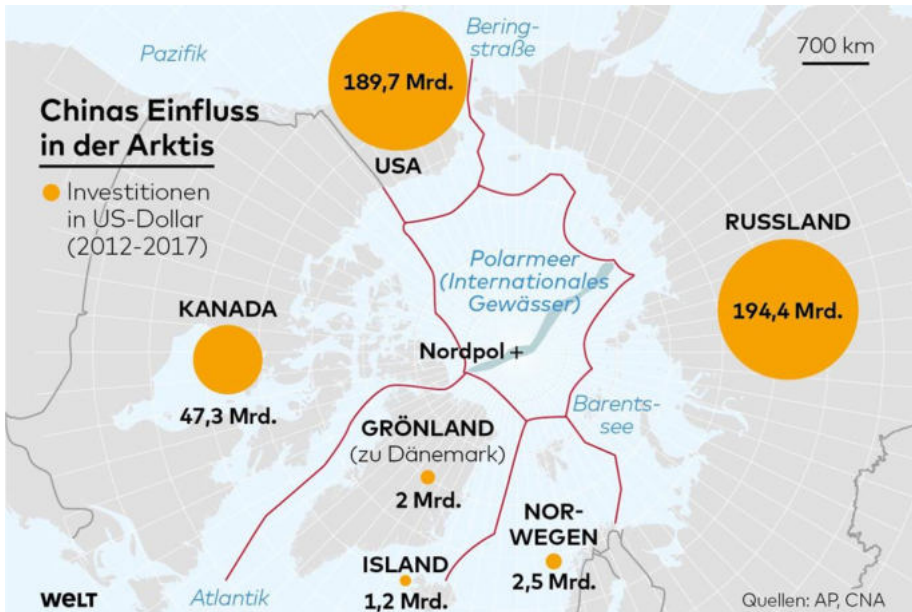 Pazifik
Bering-
straße
700 km
189,7 Mrd.
USA
Chinas Einfluss
in der Arktis
Investitionen
in US-Dollar
(2012-2017)
RUSSLAND
194,4 Mrd.
Polarmeer
(Internationales
Gewässer)
KANADA
47,3 Mrd.
Nordpol +
Barents-
see
GRÖNLAND
(zu Dänemark)
2 Mrd.
NOR-
WEGEN
2,5 Mrd.
ISLAND
1,2 Mrd.
Atlantik
WELT
Quellen: AP, CNA